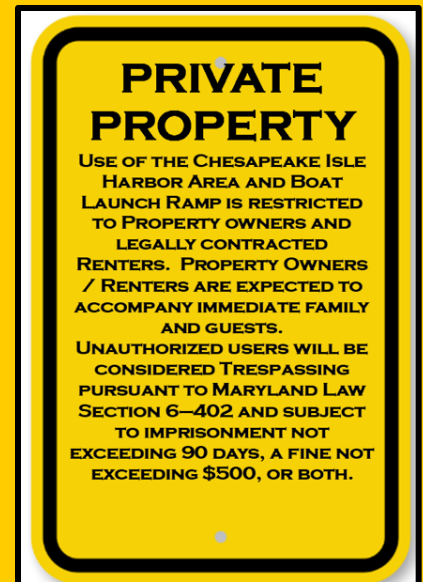 PRIVATE
PROPERTY
USE OF THE CHESAPEAKE ISLE
HARBOR AREA AND BOAT
LAUNCH RAMP IS RESTRICTED
TO PROPERTY OWNERS AND
LEGALLY CONTRACTED
RENTERS. PROPERTY OWNERS
/ RENTERS ARE EXPECTED TO
ACCOMPANY IMMEDIATE FAMILY
AND GUESTS.
UNAUTHORIZED USERS WILL BE
CONSIDERED TRESPASSING
PURSUANT TO MARYLAND LAW
SECTION 6–402 AND SUBJECT
TO IMPRISONMENT NOT
EXCEEDING 90 DAYS, A FINE NOT
EXCEEDING $500, OR BOTH.